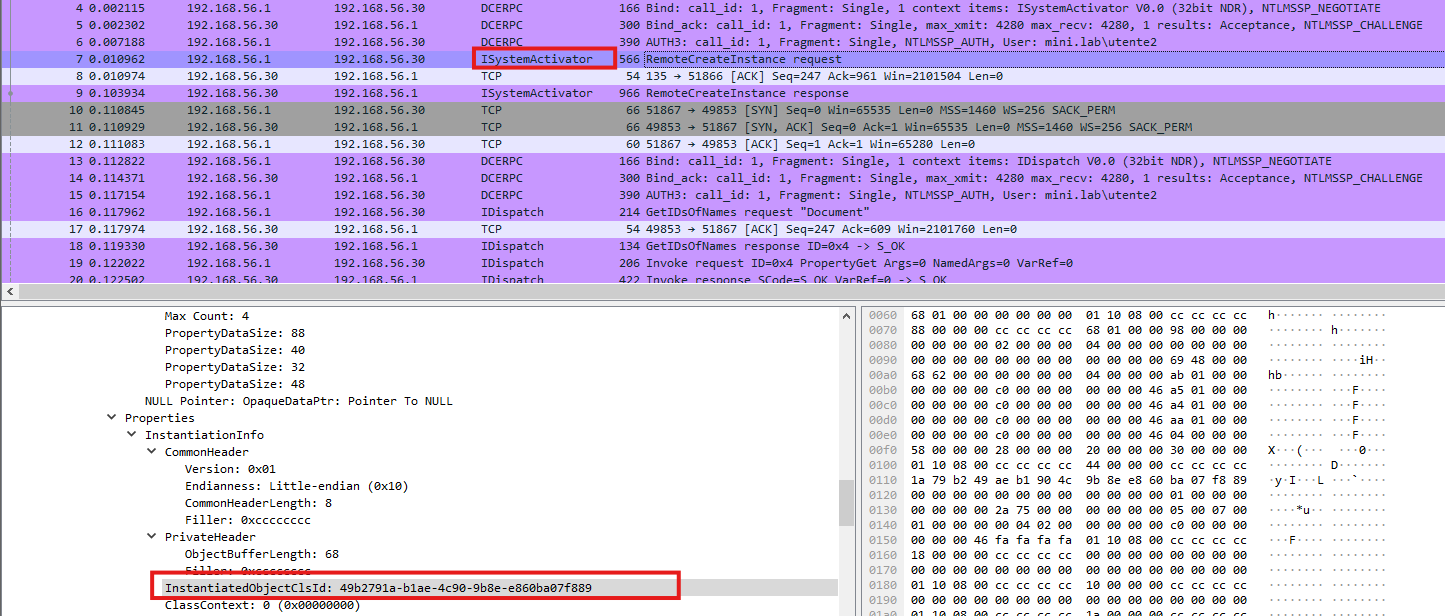 4 0.002115 192.168.56.1 192.168.56.30 DCERPC 166 Bind: call_id: 1, Fragment: Single, 1 context items: ISystemActivator V0.0 (32bit NDR), NTLMSSP_NEGOTIATE
5 0.002302 192.168.56.30 192.168.56.1 DCERPC 300 Bind_ack: call_id: 1, Fragment: Single, max_xmit: 4280 max_recv: 4280, 1 results: Acceptance, NTLMSSP_CHALLENGE
6 0.007188 192.168.56.1 192.168.56.30 DCERPC 390 AUTH3: call_id: 1, Fragment: Single, NTLMSSP_AUTH, User: mini.lab\utente2
7 0.010962 192.168.56.1 192.168.56.30 ISystemActivator 566 RemoteCreateInstance request
8 0.010974 192.168.56.30 192.168.56.1 TCP 54 135 → 51866 [ACK] Seq=247 Ack=961 Win=2101504 Len=0
9 0.103934 192.168.56.30 192.168.56.1 ISystemActivator 966 RemoteCreateInstance response
10 0.110845 192.168.56.1 192.168.56.30 TCP 66 51867 → 49853 [SYN] Seq=0 Win=65535 Len=0 MSS=1460 WS=256 SACK_PERM
11 0.110929 192.168.56.30 192.168.56.1 TCP 66 49853 → 51867 [SYN, ACK] Seq=0 Ack=1 Win=65535 Len=0 MSS=1460 WS=256 SACK_PERM
12 0.111083 192.168.56.1 192.168.56.30 TCP 60 51867 → 49853 [ACK] Seq=1 Ack=1 Win=65280 Len=0
13 0.112822 192.168.56.1 192.168.56.30 DCERPC 166 Bind: call_id: 1, Fragment: Single, 1 context items: IDispatch V0.0 (32bit NDR), NTLMSSP_NEGOTIATE
14 0.114371 192.168.56.30 192.168.56.1 DCERPC 300 Bind_ack: call_id: 1, Fragment: Single, max_xmit: 4280 max_recv: 4280, 1 results: Acceptance, NTLMSSP_CHALLENGE
15 0.117154 192.168.56.1 192.168.56.30 DCERPC 390 AUTH3: call_id: 1, Fragment: Single, NTLMSSP_AUTH, User: mini.lab\utente2
16 0.117962 192.168.56.1 192.168.56.30 IDispatch 214 GetIDsOfNames request "Document"
17 0.117974 192.168.56.30 192.168.56.1 TCP 54 49853 → 51867 [ACK] Seq=247 Ack=609 Win=2101760 Len=0
18 0.119330 192.168.56.30 192.168.56.1 IDispatch 134 GetIDsOfNames response ID=0x4 -> S_OK
19 0.122022 192.168.56.1 192.168.56.30 IDispatch 206 Invoke request ID=0x4 PropertyGet Args=0 NamedArgs=0 VarRef=0
20 0.122502 192.168.56.30 192.168.56.1 IDispatch 422 Invoke response SCode=S_OK VarRef=0 -> S_OK
Max Count: 4
PropertyDataSize: 88
PropertyDataSize: 40
PropertyDataSize: 32
PropertyDataSize: 48
NULL Pointer: OpaqueDataPtr: Pointer To NULL
Properties
InstantiationInfo
CommonHeader
Version: 0x01
Endianness: Little-endian (0x10)
CommonHeaderLength: 8
Filler: 0xcccccccc
PrivateHeader
ObjectBufferLength: 68
Filler: 0xcccccccc
InstantiatedObjectClsId: 49b2791a-b1ae-4c90-9b8e-e860ba07f889
ClassContext: 0 (0x00000000)
0060 68 01 00 00 00 00 00 00 01 10 08 00 cc cc cc cc h······· ········
0070 88 00 00 00 cc cc cc cc 68 01 00 00 98 00 00 00 ········ h·······
0080 00 00 00 00 02 00 00 00 04 00 00 00 00 00 00 00 ········ ········
0090 00 00 00 00 00 00 00 00 00 00 00 00 69 48 00 00 ········ ····iH··
00a0 68 62 00 00 00 00 00 00 04 00 00 00 ab 01 00 00 hb······ ········
00b0 00 00 00 00 c0 00 00 00 00 00 00 46 a5 01 00 00 ········ ···F····
00c0 00 00 00 00 c0 00 00 00 00 00 00 46 a4 01 00 00 ········ ···F····
00d0 00 00 00 00 c0 00 00 00 00 00 00 46 aa 01 00 00 ········ ···F····
00e0 00 00 00 00 c0 00 00 00 00 00 00 46 04 00 00 00 ········ ···F····
00f0 58 00 00 00 28 00 00 00 20 00 00 00 30 00 00 00 X···(··· ···0···
0100 01 10 08 00 cc cc cc cc 44 00 00 00 cc cc cc cc ········ D·······
0110 1a 79 b2 49 ae b1 90 4c 9b 8e e8 60 ba 07 f8 89 ·y·I···L ···`····
0120 00 00 00 00 00 00 00 00 00 00 00 00 01 00 00 00 ········ ········
0130 00 00 00 00 2a 75 00 00 00 00 00 00 05 00 07 00 ····*u·· ········
0140 01 00 00 00 00 04 02 00 00 00 00 00 c0 00 00 00 ········ ········
0150 00 00 00 46 fa fa fa fa 01 10 08 00 cc cc cc cc ···F···· ········
0160 18 00 00 00 cc cc cc cc 00 00 00 00 00 00 00 00 ········ ········
0170 00 00 00 00 00 00 00 00 00 00 00 00 00 00 00 00 ········ ········
0180 01 10 08 00 cc cc cc cc 10 00 00 00 cc cc cc cc ········ ········
0190 00 00 00 00 00 00 00 00 00 00 00 00 00 00 00 00 ········ ········